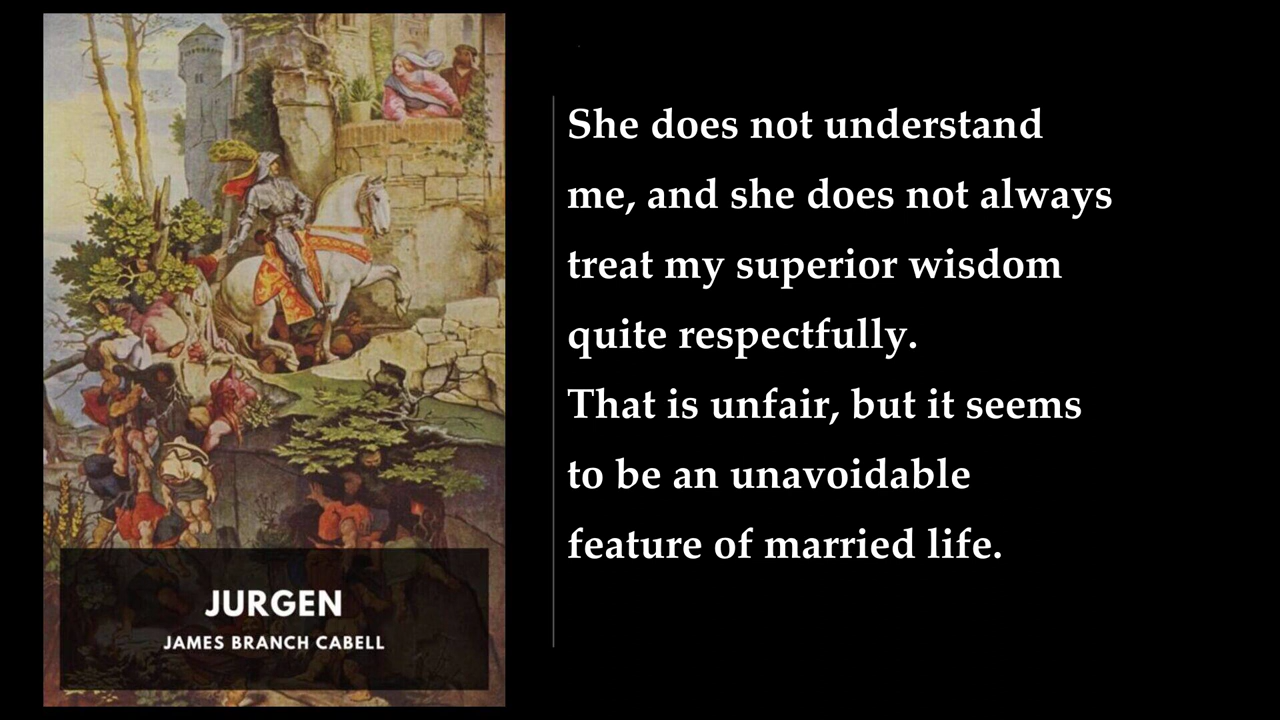 JURGEN
JAMES BRANCH CABELL
She does not understand
me, and she does not always
treat my superior wisdom
quite respectfully.
That is unfair, but it seems
to be an unavoidable
feature of married life.